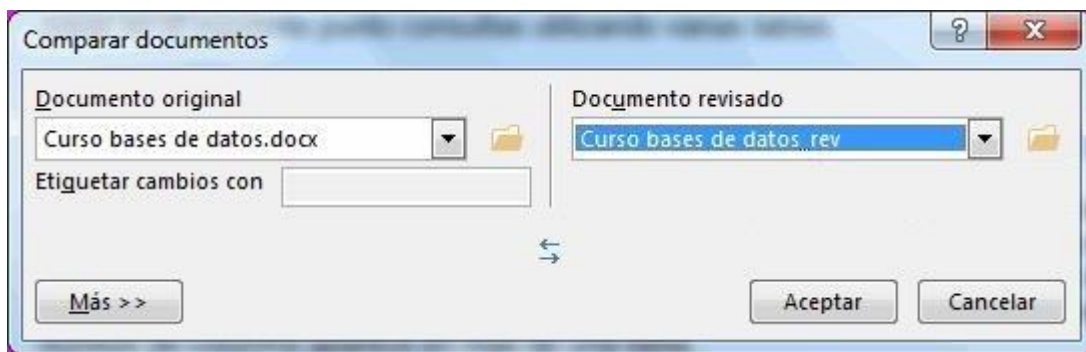 Comparar documentos
Documento original
Documento revisado
Curso bases de datos.docx
Curso bases de datos_rev
Etiquetar cambios con
Más >>
Aceptar
Cancelar